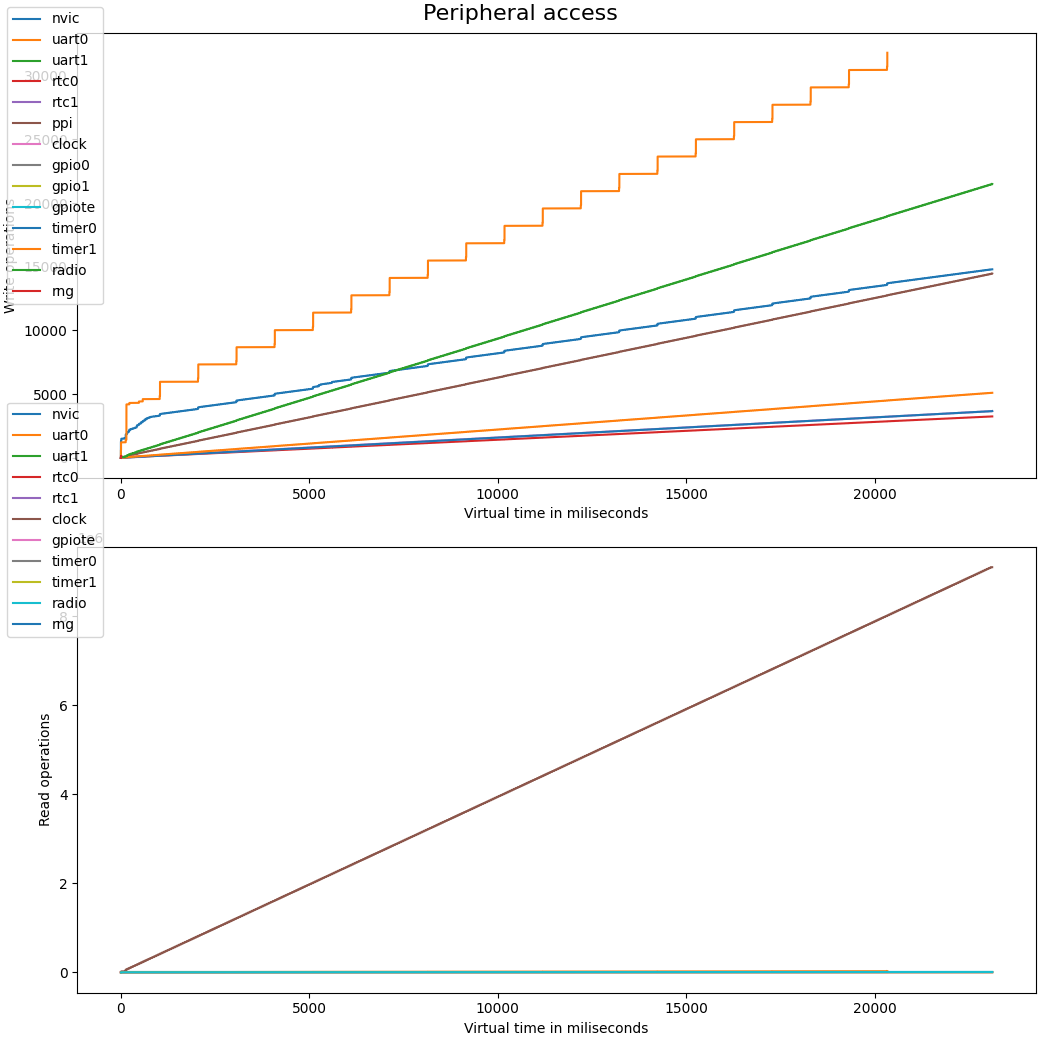 Peripheral access
nvic
uart0
uart1
rtc0
rtc1
ppi
clock
gpio0
gpio1
gpiote
timer0
timer1
radio
rng
30000
25000
20000
15000
10000
5000
Write operations
0
5000
10000
15000
20000
Virtual time in miliseconds
nvic
uart0
uart1
rtc0
rtc1
clock
gpiote
timer0
timer1
radio
rng
8
6
4
2
0
Read operations
0
5000
10000
15000
20000
Virtual time in miliseconds